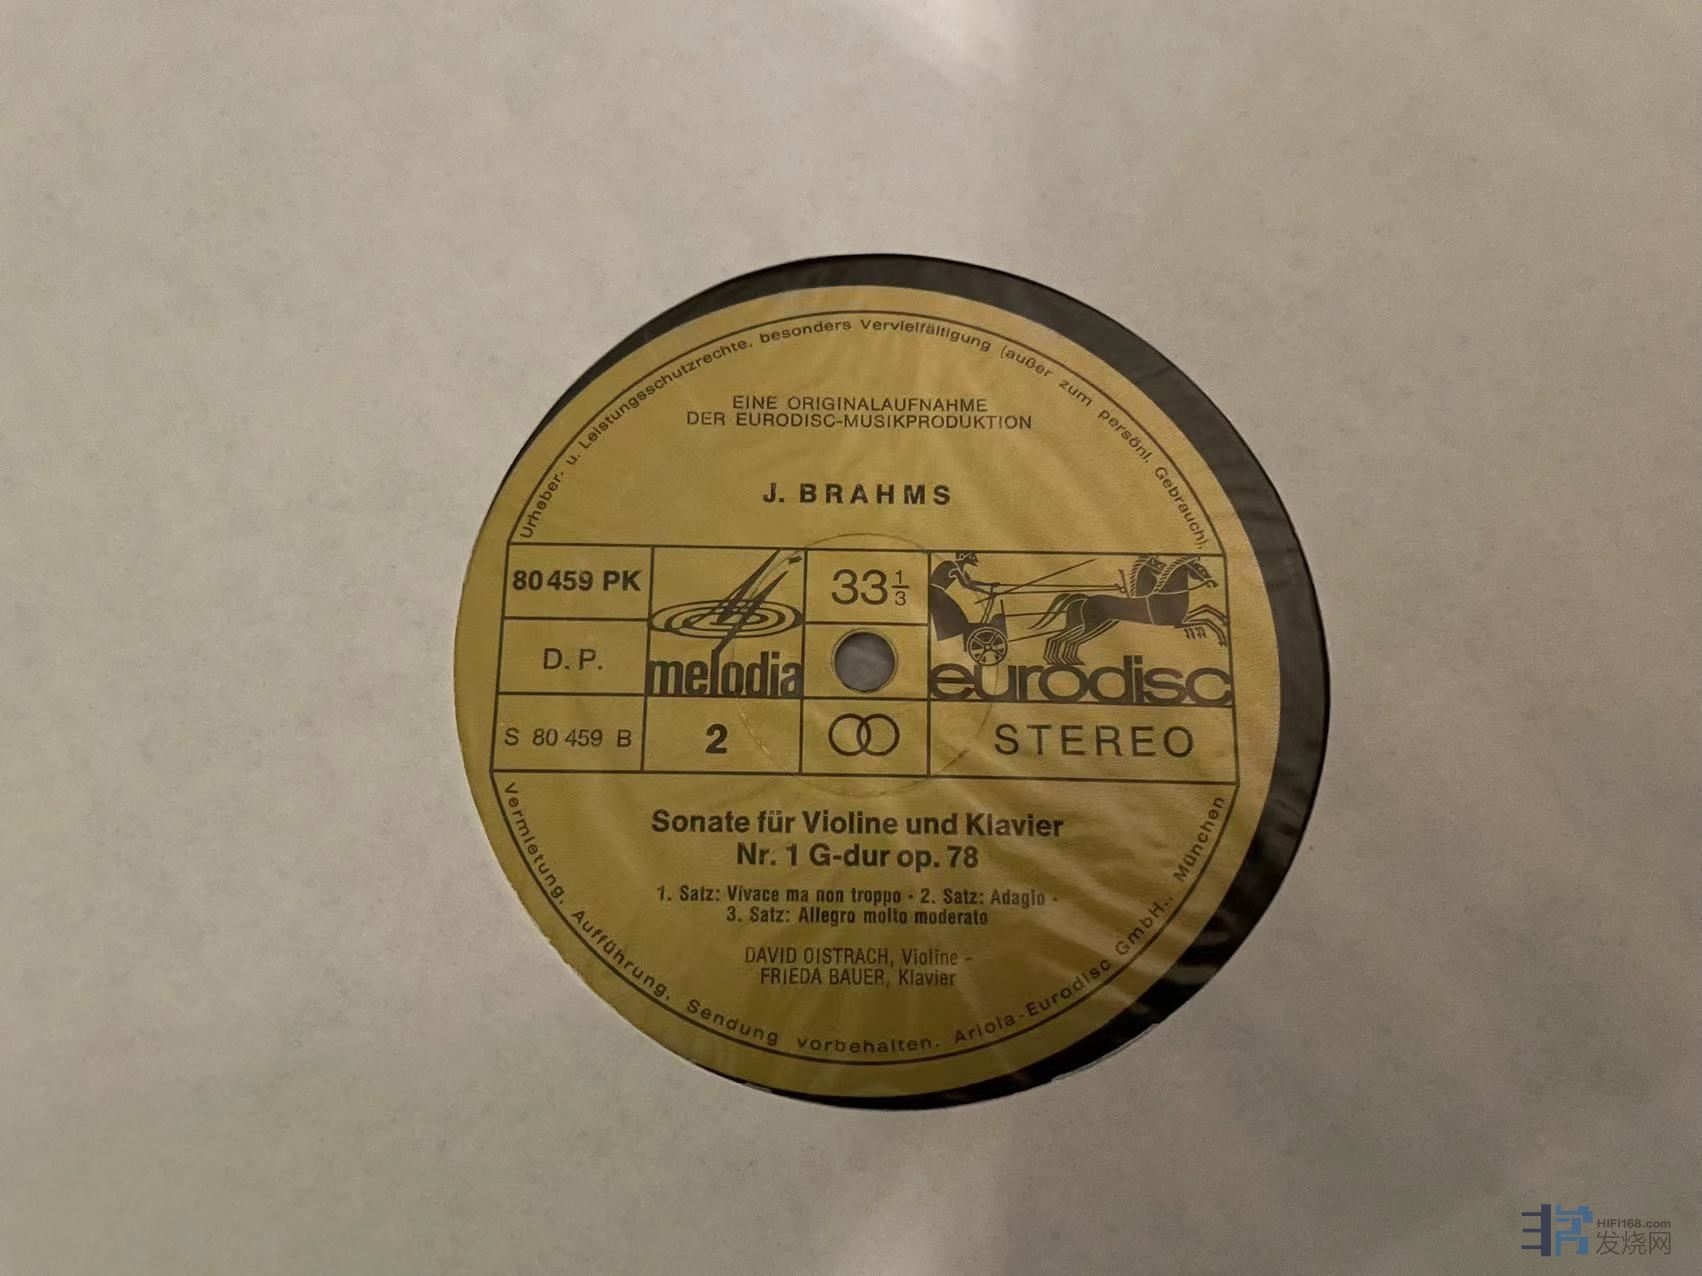 Urheber- u. Leistungsschutzrechte, besonders Vervielfältigung (außer zum persönl. Gebrauch),
EINE ORIGINALAUFNAHME
DER EURODISC-MUSIKPRODUKTION
J. BRAHMS
80 459 PK
melodia
33 1/3
eurodisc
D. P.
S 80 459 B
2
STEREO
Sonate für Violine und Klavier
Nr. 1 G-dur op. 78
1. Satz: Vivace ma non troppo · 2. Satz: Adagio ·
3. Satz: Allegro molto moderato
DAVID OISTRACH, Violine -
FRIEDA BAUER, Klavier
Vermietung, Aufführung, Sendung vorbehalten. Ariola-Eurodisc GmbH., München
HIFI168.com
发烧网